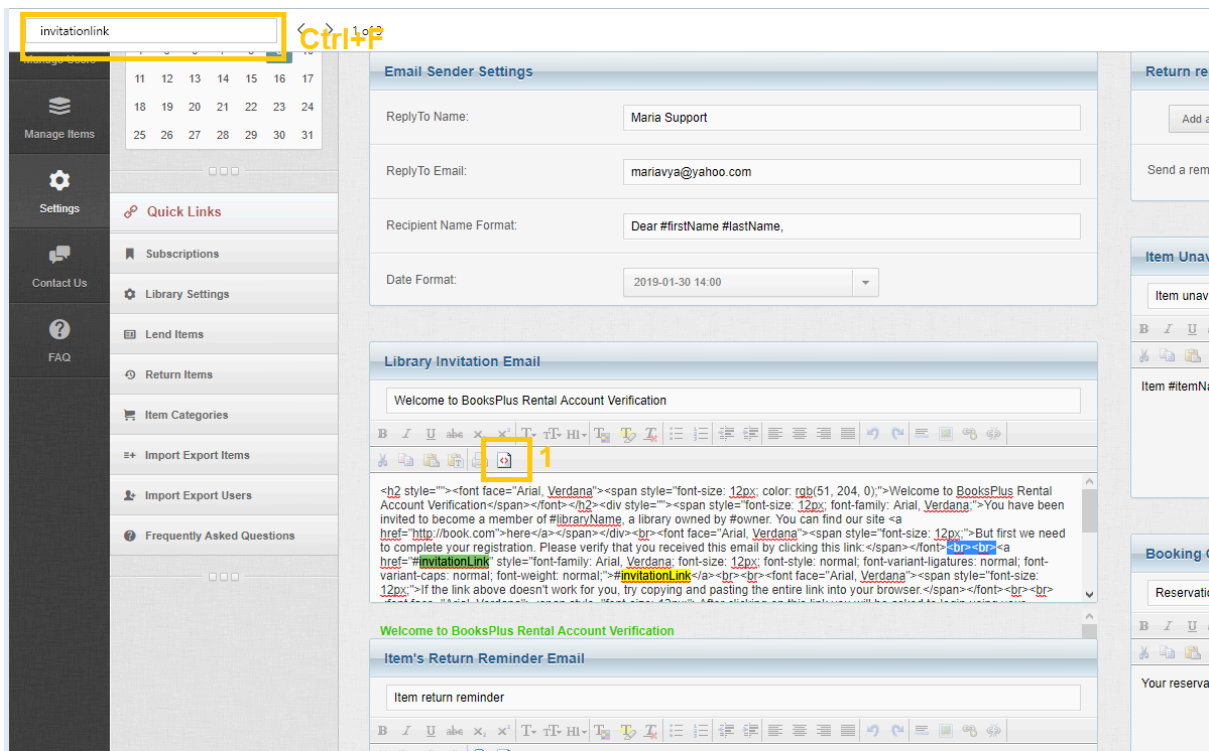 invitationlink
Ctrl+F
1 of 3
Manage Users
11 12 13 14 15 16 17
18 19 20 21 22 23 24
25 26 27 28 29 30 31
Manage Items
Settings
Contact Us
FAQ
Quick Links
Subscriptions
Library Settings
Lend Items
Return Items
Item Categories
Import Export Items
Import Export Users
Frequently Asked Questions
Email Sender Settings
ReplyTo Name:
Maria Support
ReplyTo Email:
mariavya@yahoo.com
Recipient Name Format:
Dear #firstName #lastName,
Date Format:
2019-01-30 14:00
Library Invitation Email
Welcome to BooksPlus Rental Account Verification
1
<h2 style=""><font face="Arial, Verdana"><span style="font-size: 12px; color: rgb(51, 204, 0);">Welcome to BooksPlus Rental
Account Verification</span></font></h2><div style=""><span style="font-size: 12px; font-family: Arial, Verdana;">You have been
invited to become a member of #libraryName, a library owned by #owner. You can find our site <a
href="http://book.com">here</a></span></div><br><font face="Arial, Verdana"><span style="font-size: 12px;">But first we need
to complete your registration. Please verify that you received this email by clicking this link:</span></font><br><br><a
href="#invitationLink" style="font-family: Arial, Verdana; font-size: 12px; font-style: normal; font-variant-ligatures: normal; font-
variant-caps: normal; font-weight: normal;">#invitationLink</a><br><br><font face="Arial, Verdana"><span style="font-size:
12px;">If the link above doesn't work for you, try copying and pasting the entire link into your browser.</span></font><br><br>
Welcome to BooksPlus Rental Account Verification
Item's Return Reminder Email
Item return reminder
Return re
Add a
Send a rem
Item Unav
Item unav
Item #itemNa
Booking
Reservatio
Your reserva